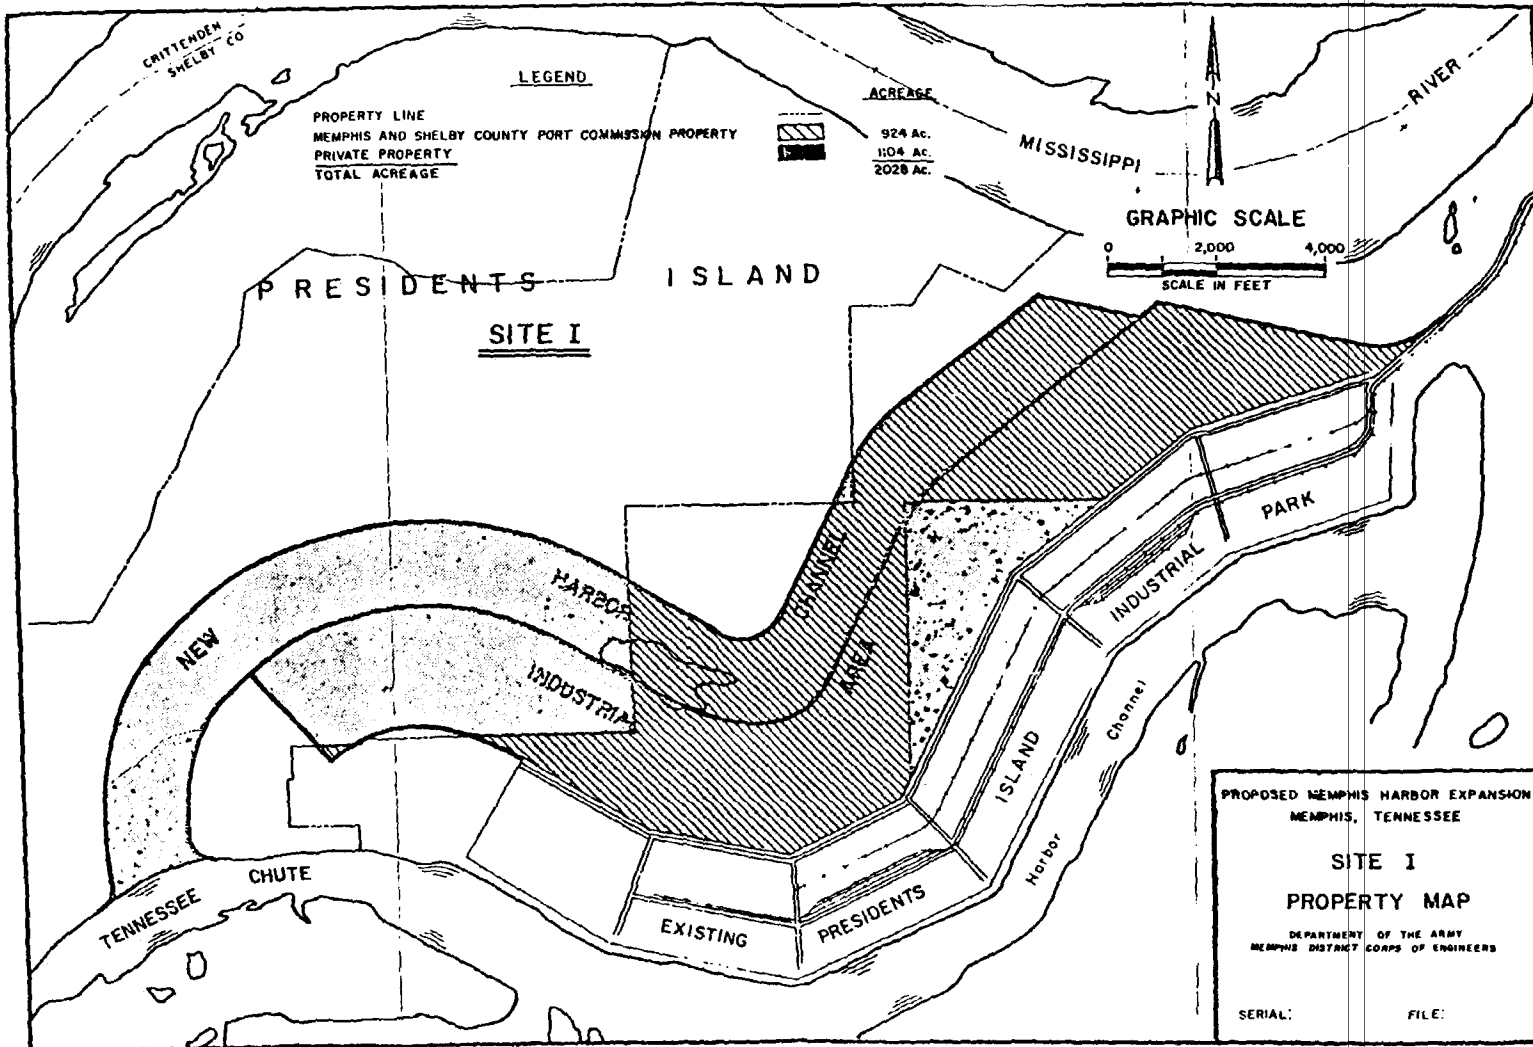 CRITTENDEN
SHELBY CO
LEGEND
ACREAGE
PROPERTY LINE
MEMPHIS AND SHELBY COUNTY PORT COMMISSION PROPERTY 924 Ac.
PRIVATE PROPERTY 1104 Ac.
TOTAL ACREAGE 2028 Ac.
MISSISSIPPI RIVER
N
GRAPHIC SCALE
0 2,000 4,000
SCALE IN FEET
PRESIDENTS ISLAND
SITE I
NEW HARBOR CHANNEL
INDUSTRIAL AREA
EXISTING PRESIDENTS ISLAND INDUSTRIAL PARK
Harbor Channel
TENNESSEE CHUTE
PROPOSED MEMPHIS HARBOR EXPANSION
MEMPHIS, TENNESSEE
SITE I
PROPERTY MAP
DEPARTMENT OF THE ARMY
MEMPHIS DISTRICT CORPS OF ENGINEERS
SERIAL: FILE: